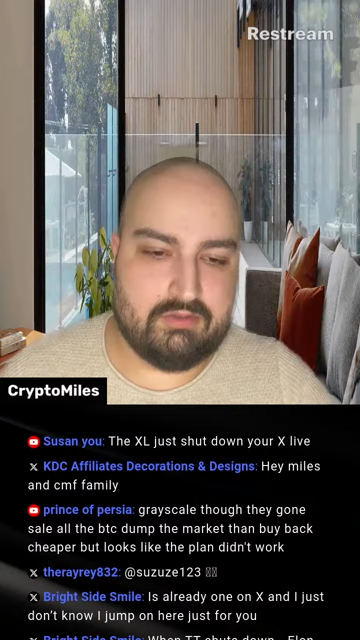 Restream
CryptoMiles
Susan you: The XL just shut down your X live
KDC Affiliates Decorations & Designs: Hey miles
and cmf family
prince of persia: grayscale though they gone
sale all the btc dump the market than buy back
cheaper but looks like the plan didn't work
therayrey832: @suzuze123
Bright Side Smile: Is already one on X and I just
don't know I jump on here just for you
Bright Side Smile: When TT shuts down Elon